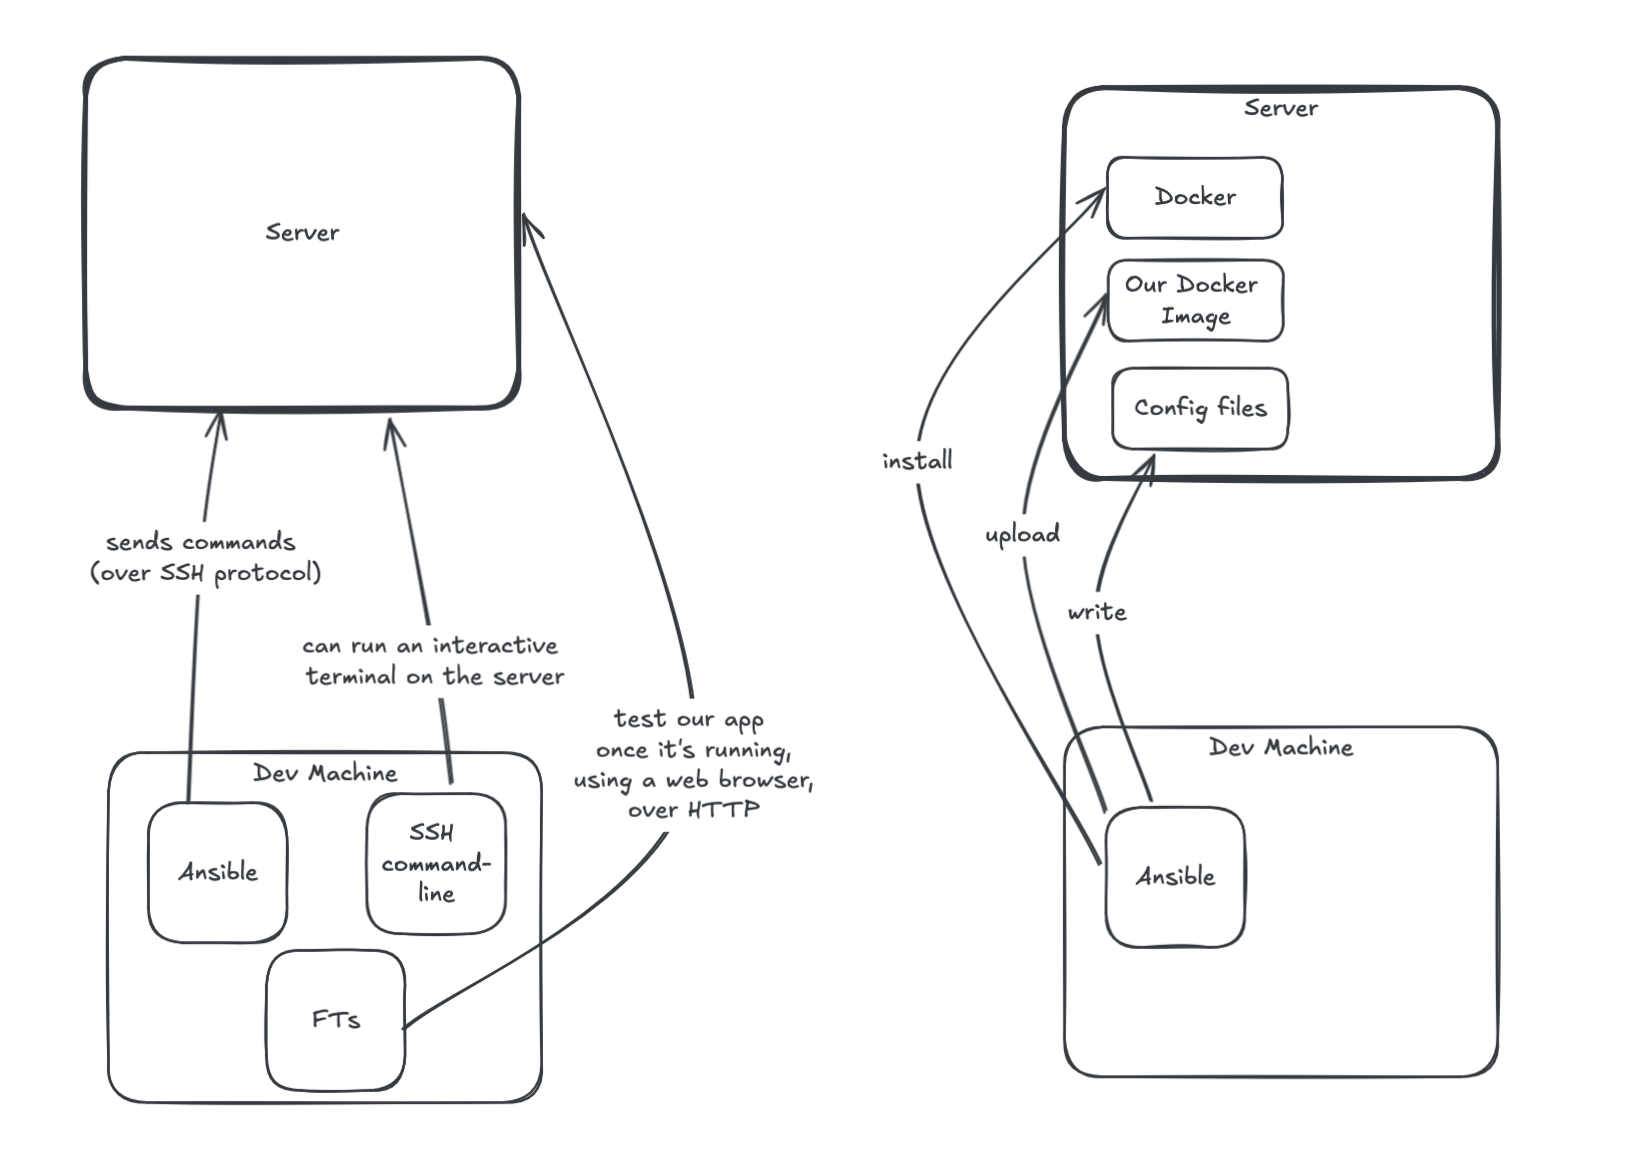 Server
sends commands
(over SSH protocol)
can run an interactive
terminal on the server
test our app
once it's running,
using a web browser,
over HTTP
Dev Machine
Ansible
SSH
command-
line
FTs
Server
Docker
Our Docker
Image
Config files
install
upload
write
Dev Machine
Ansible